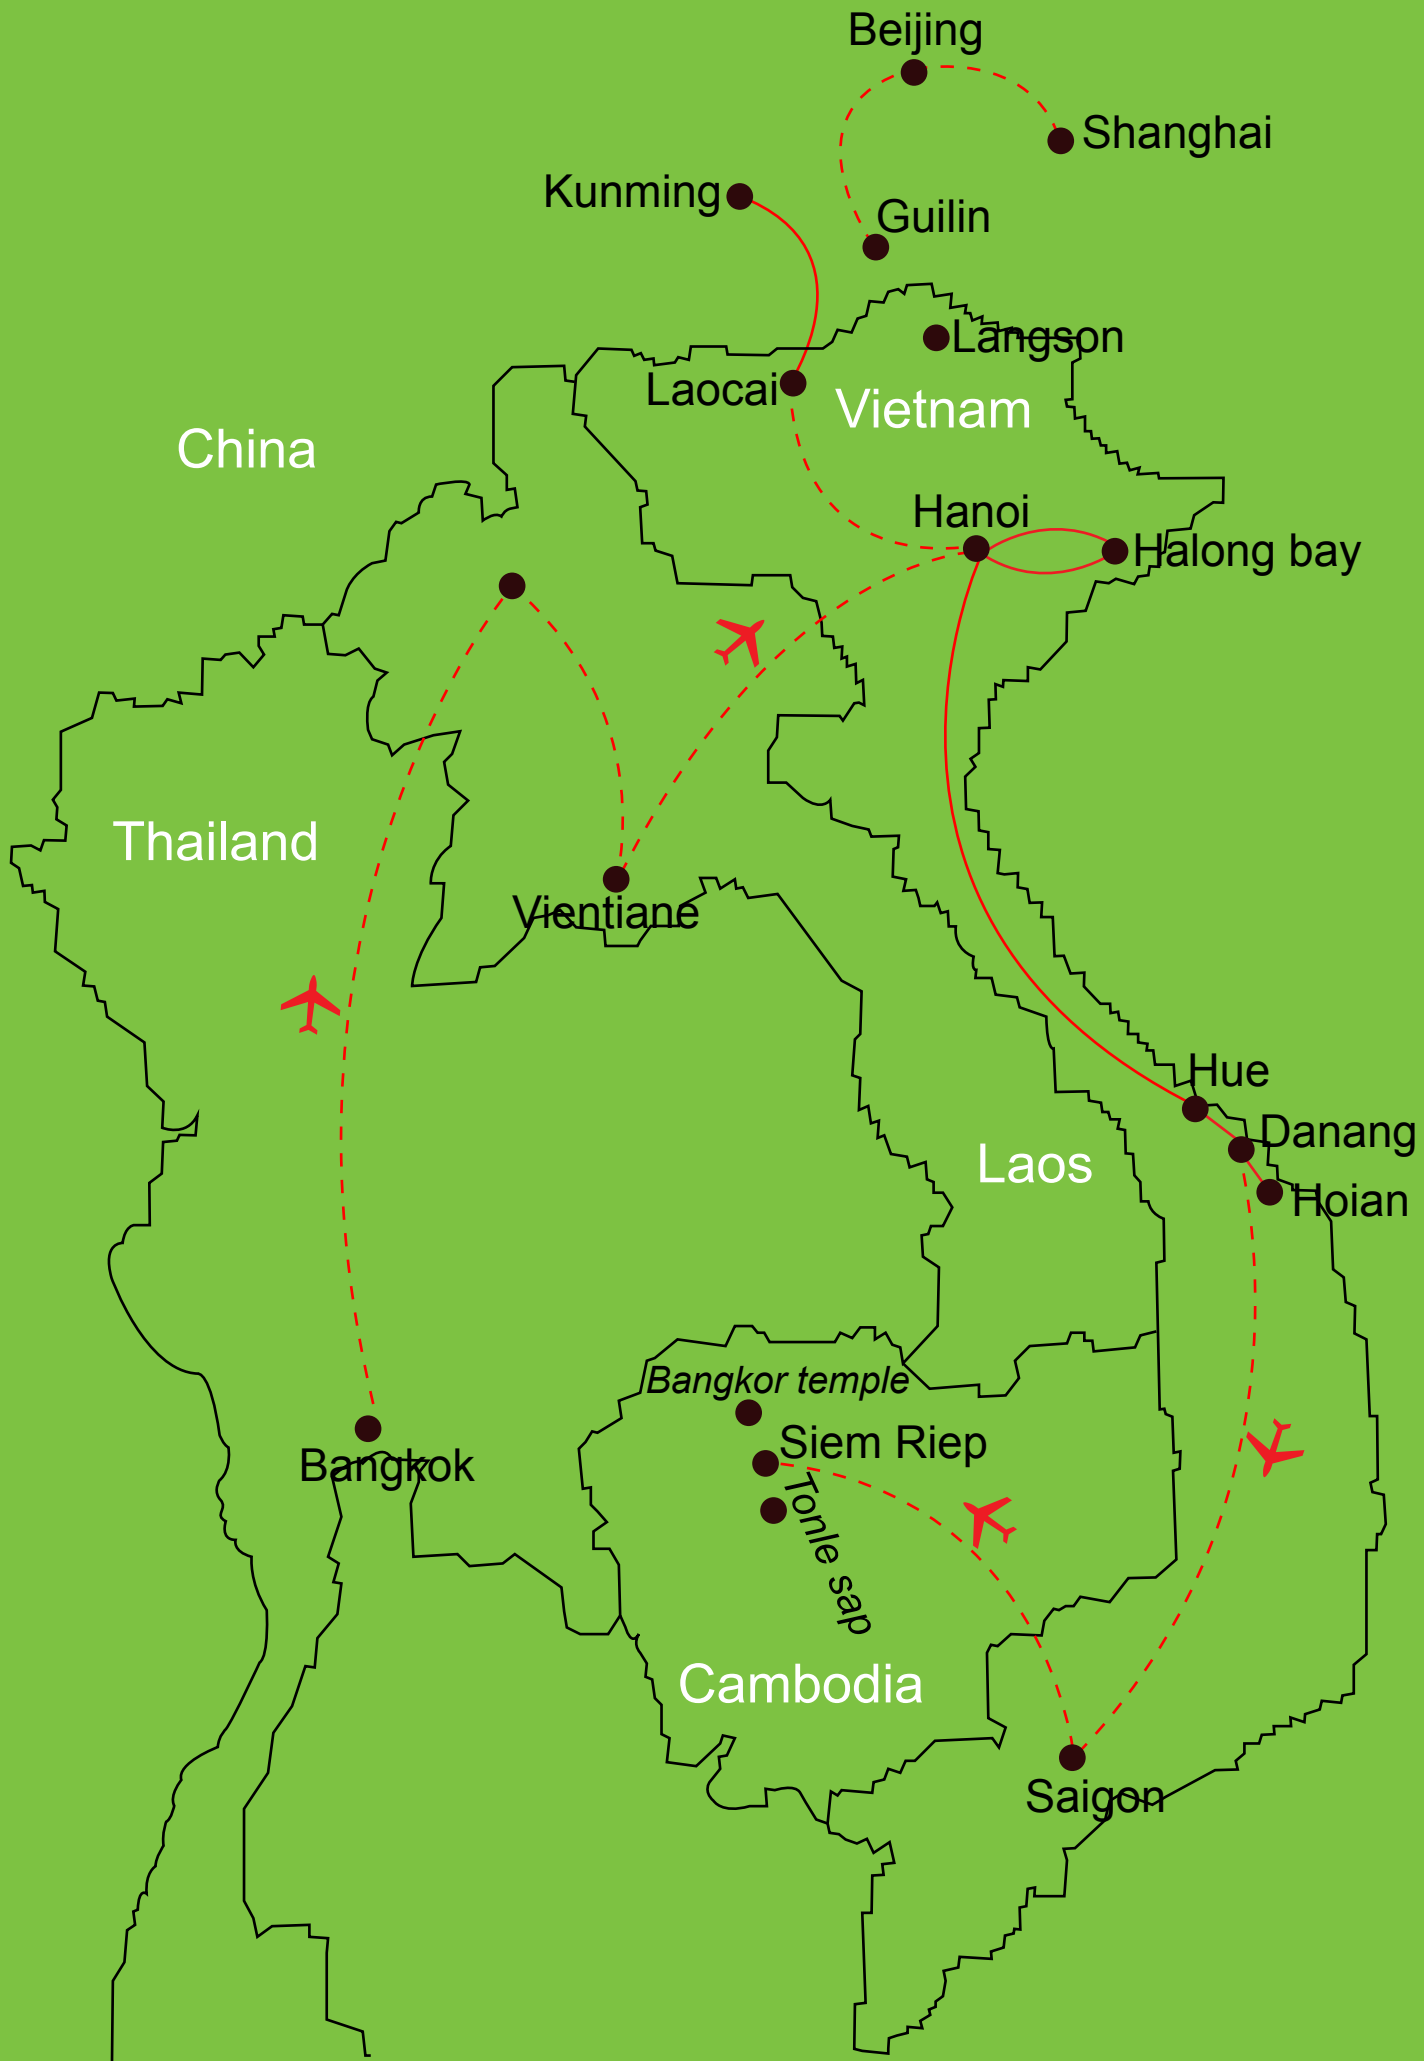 Beijing
Shanghai
Kunming
Guilin
Langson
Laocai
Vietnam
China
Hanoi
Halong bay
Thailand
Vientiane
Hue
Danang
Laos
Hoian
Bangkor temple
Siem Riep
Bangkok
Tonle sap
Cambodia
Saigon